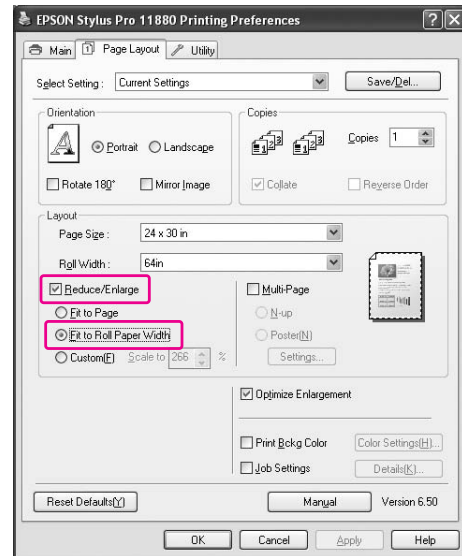 EPSON Stylus Pro 11880 Printing Preferences
Main Page Layout Utility
Select Setting : Current Settings Save/Del...
Orientation
Portrait Landscape
Rotate 180° Mirror Image
Copies
Copies 1
Collate Reverse Order
Layout
Page Size : 24 x 30 in
Roll Width : 64in
Reduce/Enlarge
Fit to Page
Fit to Roll Paper Width
Custom(F) Scale to 266 %
Multi-Page
N-up
Poster(N)
Settings...
Optimize Enlargement
Print Bckg Color Color Settings(H)...
Job Settings Details(K)...
Reset Defaults(Y) Manual Version 6.50
OK Cancel Apply Help